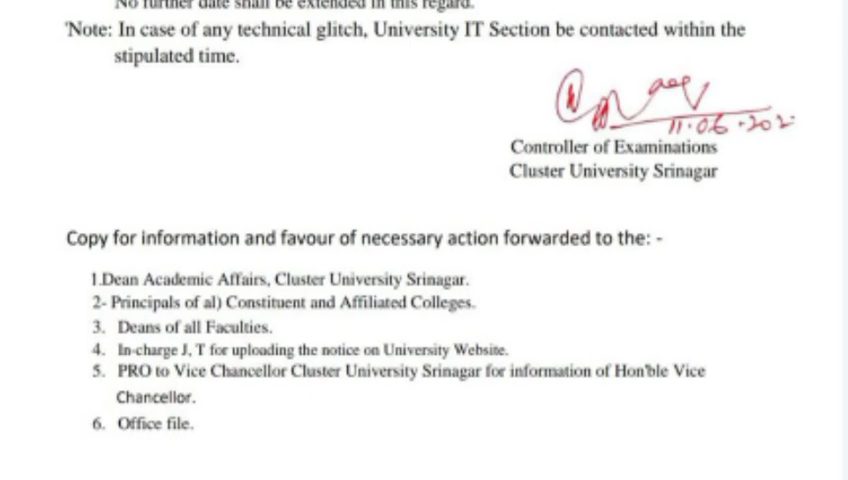 No further date shall be extended in this regard.
'Note: In case of any technical glitch, University IT Section be contacted within the
stipulated time.
11.06.202
Controller of Examinations
Cluster University Srinagar
Copy for information and favour of necessary action forwarded to the: -
1.Dean Academic Affairs, Cluster University Srinagar.
2- Principals of al) Constituent and Affiliated Colleges.
3. Deans of all Faculties.
4. In-charge J, T for uploading the notice on University Website.
5. PRO to Vice Chancellor Cluster University Srinagar for information of Hon'ble Vice
Chancellor.
6. Office file.